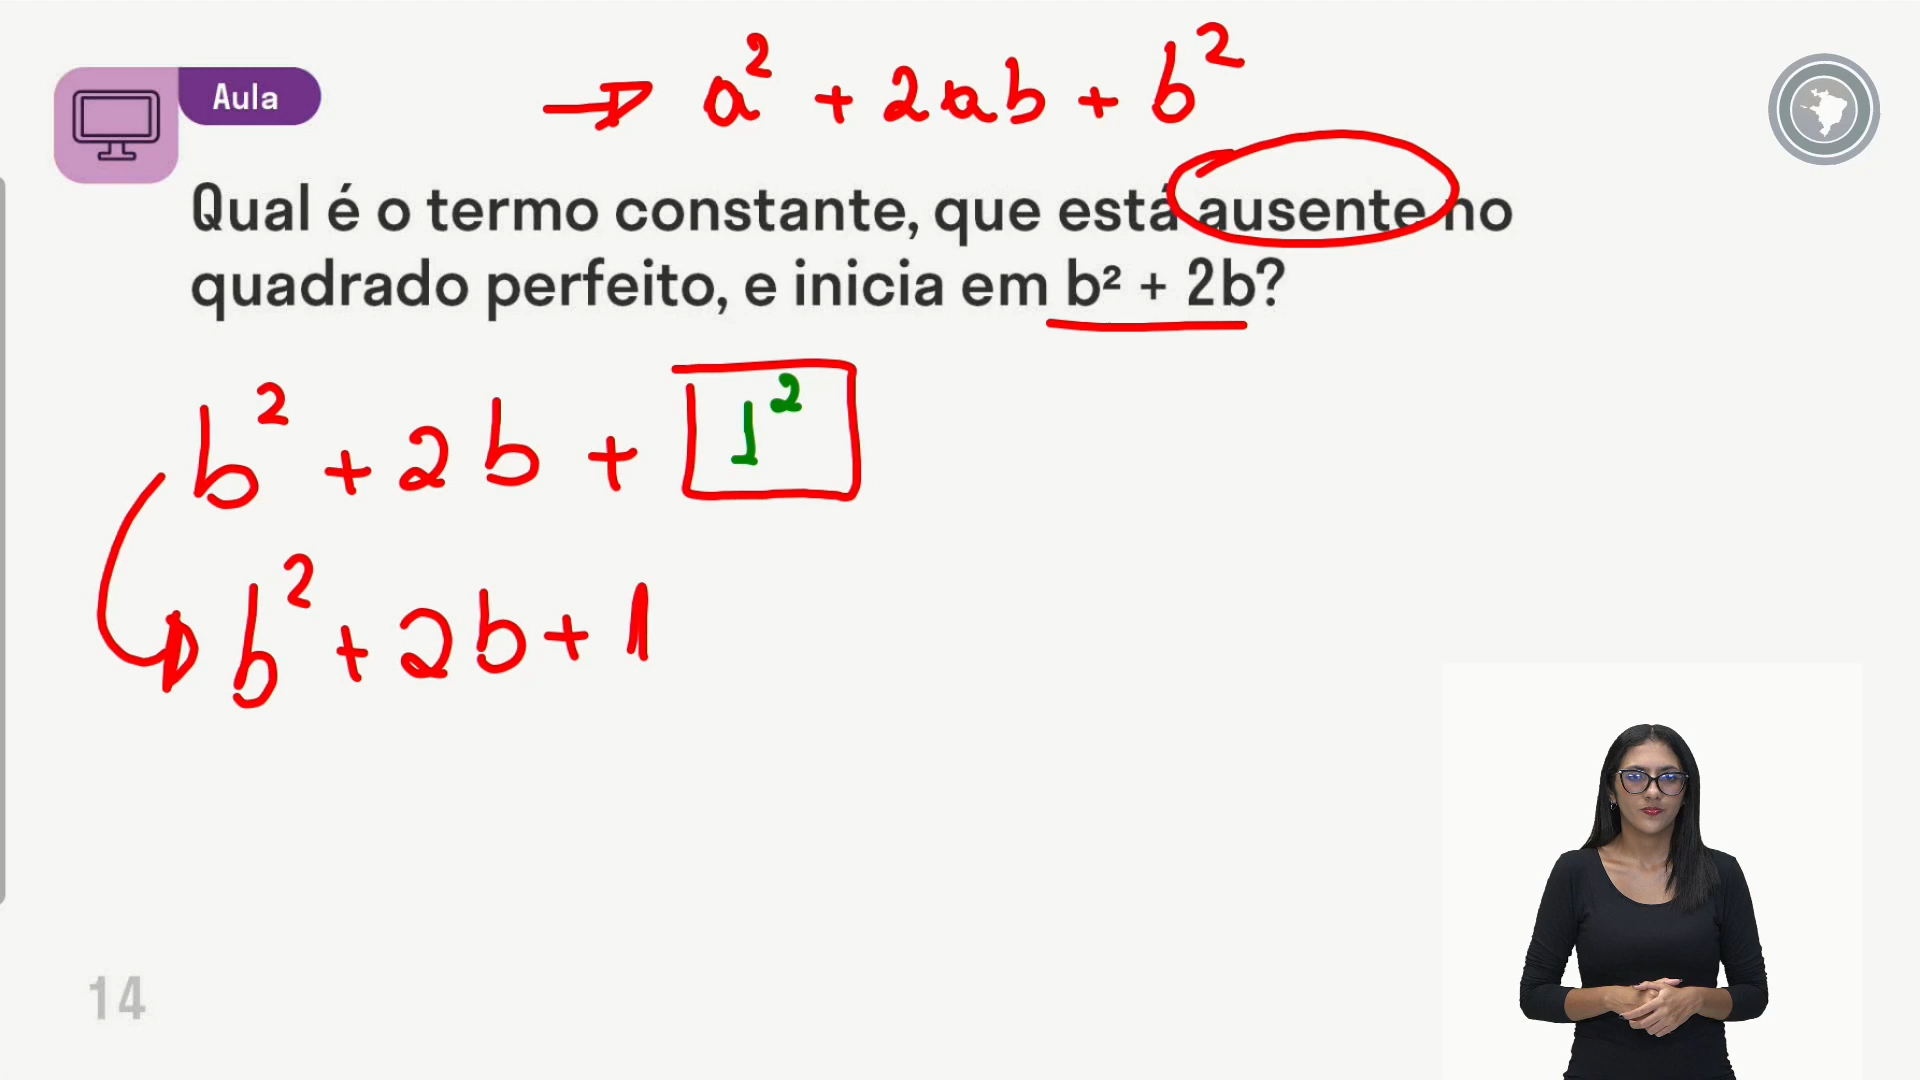 → a² + 2ab + b²
Aula
Qual é o termo constante, que está ausente no
quadrado perfeito, e inicia em b² + 2b?
b² + 2b + 1²
b² + 2b + 1
14